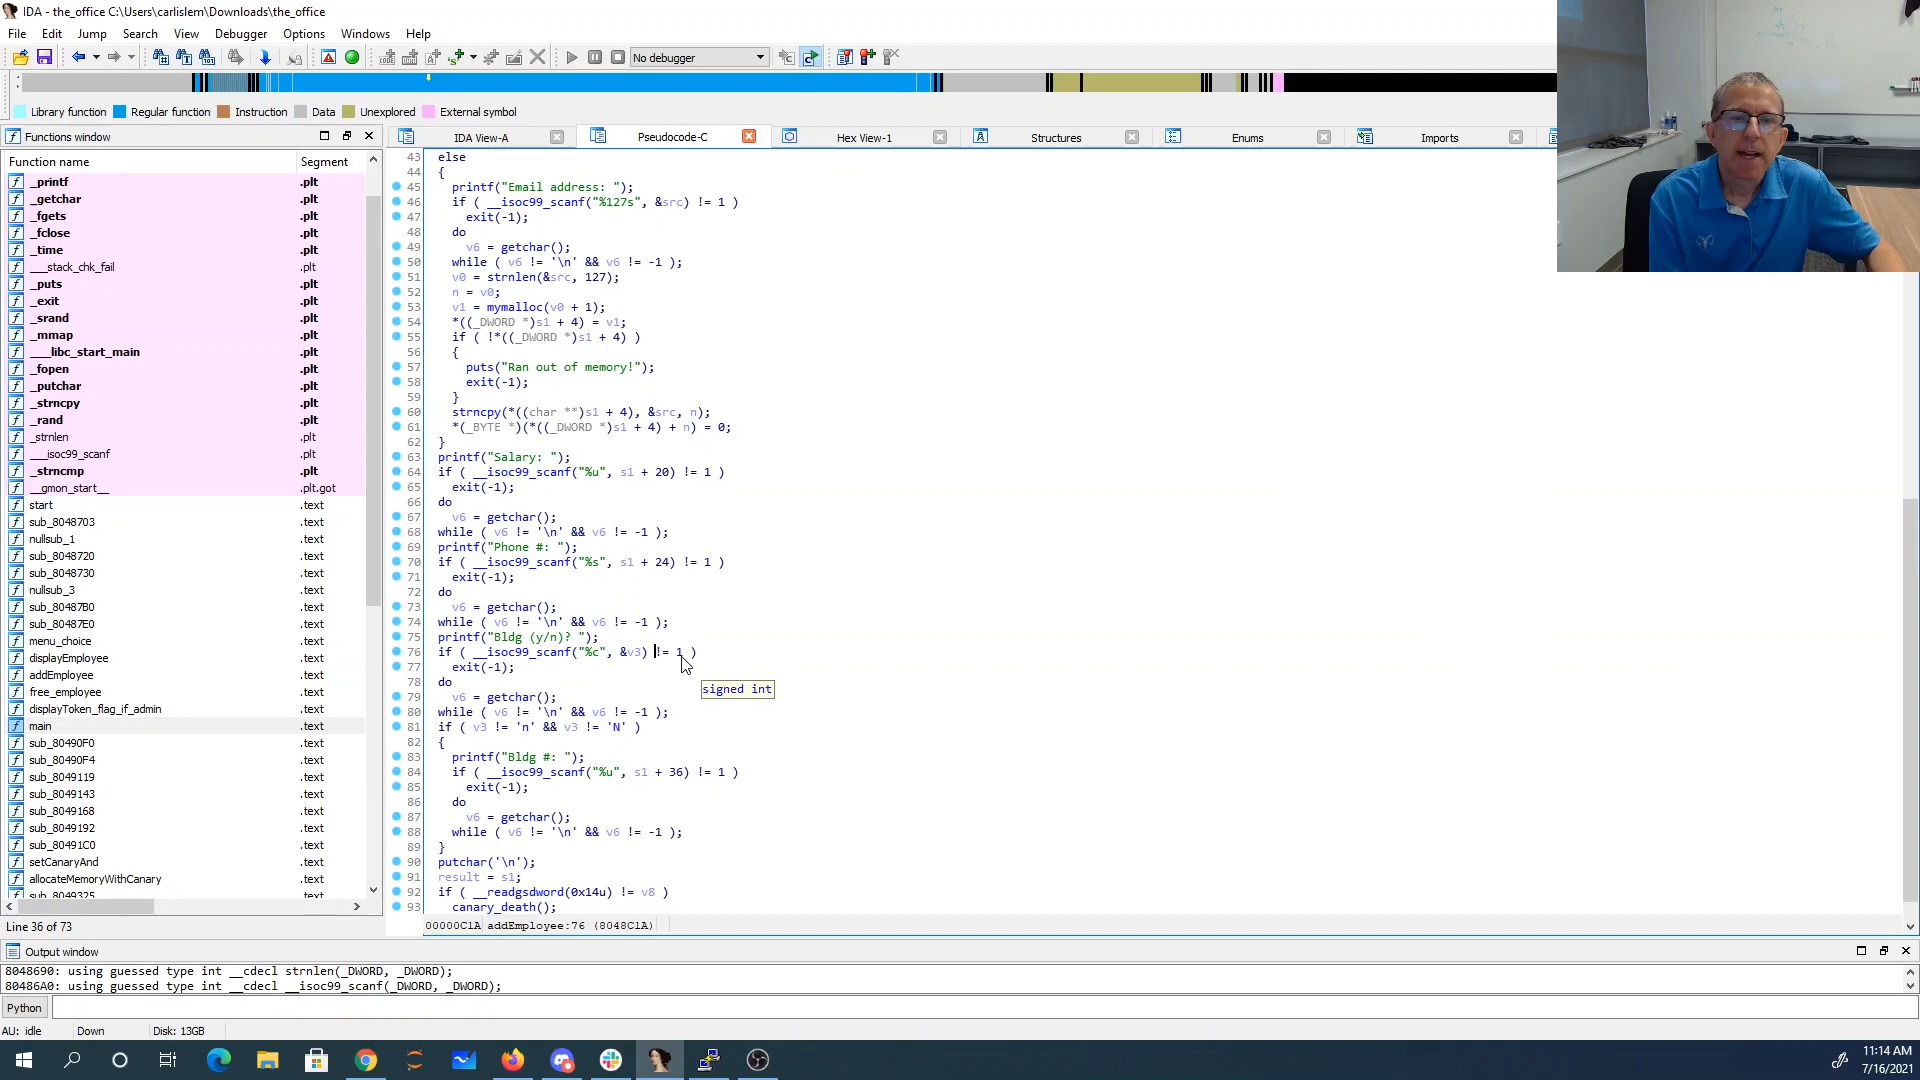 IDA - the_office C:\Users\carlislem\Downloads\the_office
File Edit Jump Search View Debugger Options Windows Help
No debugger
Library function Regular function Instruction Data Unexplored External symbol
Functions window
IDA View-A Pseudocode-C Hex View-1 Structures Enums Imports
Function name Segment
_printf .plt
_getchar .plt
_fgets .plt
_fclose .plt
_time .plt
___stack_chk_fail .plt
_puts .plt
_exit .plt
_srand .plt
_mmap .plt
___libc_start_main .plt
_fopen .plt
_putchar .plt
_strncpy .plt
_rand .plt
_strnlen .plt
___isoc99_scanf .plt
_strncmp .plt
__gmon_start__ .plt.got
start .text
sub_8048703 .text
nullsub_1 .text
sub_8048720 .text
sub_8048730 .text
nullsub_3 .text
sub_80487B0 .text
sub_80487E0 .text
menu_choice .text
displayEmployee .text
addEmployee .text
free_employee .text
displayToken_flag_if_admin .text
main .text
sub_80490F0 .text
sub_80490F4 .text
sub_8049119 .text
sub_8049143 .text
sub_8049168 .text
sub_8049192 .text
sub_80491C0 .text
setCanaryAnd .text
allocateMemoryWithCanary .text
sub_8049325 .text
Line 36 of 73
43 else
44 {
45 printf("Email address: ");
46 if ( __isoc99_scanf("%127s", &src) != 1 )
47 exit(-1);
48 do
49 v6 = getchar();
50 while ( v6 != '\n' && v6 != -1 );
51 v0 = strnlen(&src, 127);
52 n = v0;
53 v1 = mymalloc(v0 + 1);
54 *((_DWORD *)s1 + 4) = v1;
55 if ( !*((_DWORD *)s1 + 4) )
56 {
57 puts("Ran out of memory!");
58 exit(-1);
59 }
60 strncpy(*((char **)s1 + 4), &src, n);
61 *(_BYTE *)(*((_DWORD *)s1 + 4) + n) = 0;
62 }
63 printf("Salary: ");
64 if ( __isoc99_scanf("%u", s1 + 20) != 1 )
65 exit(-1);
66 do
67 v6 = getchar();
68 while ( v6 != '\n' && v6 != -1 );
69 printf("Phone #: ");
70 if ( __isoc99_scanf("%s", s1 + 24) != 1 )
71 exit(-1);
72 do
73 v6 = getchar();
74 while ( v6 != '\n' && v6 != -1 );
75 printf("Bldg (y/n)? ");
76 if ( __isoc99_scanf("%c", &v3) != 1 )
77 exit(-1);
78 do
signed int
79 v6 = getchar();
80 while ( v6 != '\n' && v6 != -1 );
81 if ( v3 != 'n' && v3 != 'N' )
82 {
83 printf("Bldg #: ");
84 if ( __isoc99_scanf("%u", s1 + 36) != 1 )
85 exit(-1);
86 do
87 v6 = getchar();
88 while ( v6 != '\n' && v6 != -1 );
89 }
90 putchar('\n');
91 result = s1;
92 if ( __readgsdword(0x14u) != v8 )
93 canary_death();
00000C1A addEmployee:76 (8048C1A)
Output window
8048690: using guessed type int __cdecl strnlen(_DWORD, _DWORD);
80486A0: using guessed type int __cdecl __isoc99_scanf(_DWORD, _DWORD);
Python
AU: idle Down Disk: 13GB
11:14 AM
7/16/2021